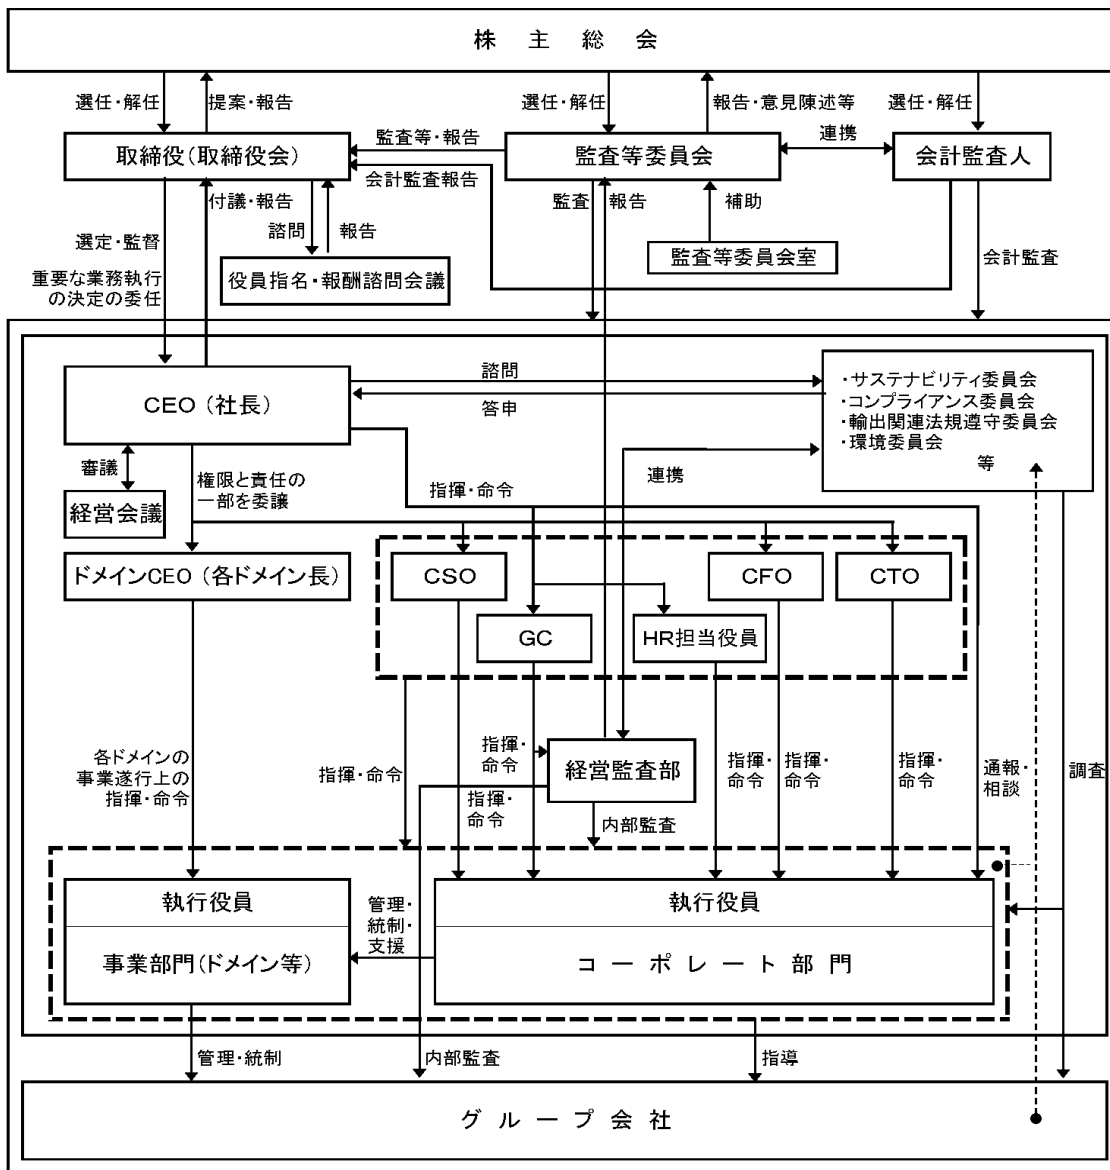 株主総会
選任・解任
提案・報告
選任・解任
報告・意見陳述等
選任・解任
取締役(取締役会)
監査等・報告
会計監査報告
監査等委員会
連携
会計監査人
付議・報告
諮問
報告
監査
報告
補助
選定・監督
重要な業務執行
の決定の委任
役員指名・報酬諮問会議
監査等委員会室
会計監査
CEO(社長)
諮問
答申
・サステナビリティ委員会
・コンプライアンス委員会
・輸出関連法規遵守委員会
・環境委員会
等
審議
権限と責任の
一部を委譲
指揮・命令
連携
経営会議
ドメインCEO(各ドメイン長)
CSO
CFO
CTO
GC
HR担当役員
各ドメインの
事業遂行上の
指揮・命令
指揮・命令
指揮・
命令
指揮・
命令
経営監査部
指揮・
命令
指揮・
命令
指揮・
命令
通報・
相談
調査
内部監査
執行役員
事業部門(ドメイン等)
管理・
統制・
支援
執行役員
コーポレート部門
管理・統制
内部監査
指導
グループ会社